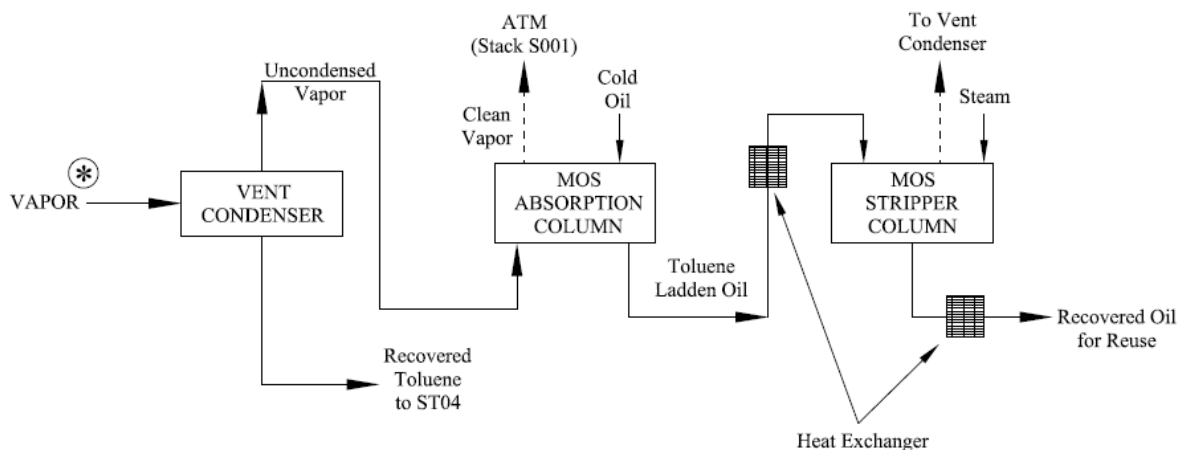 ATM
(Stack S001)
To Vent
Condenser
Uncondensed
Vapor
Cold
Oil
Steam
Clean
Vapor
VAPOR *
VENT
CONDENSER
MOS
ABSORPTION
COLUMN
MOS
STRIPPER
COLUMN
Toluene
Ladden Oil
Recovered Oil
for Reuse
Recovered
Toluene
to ST04
Heat Exchanger